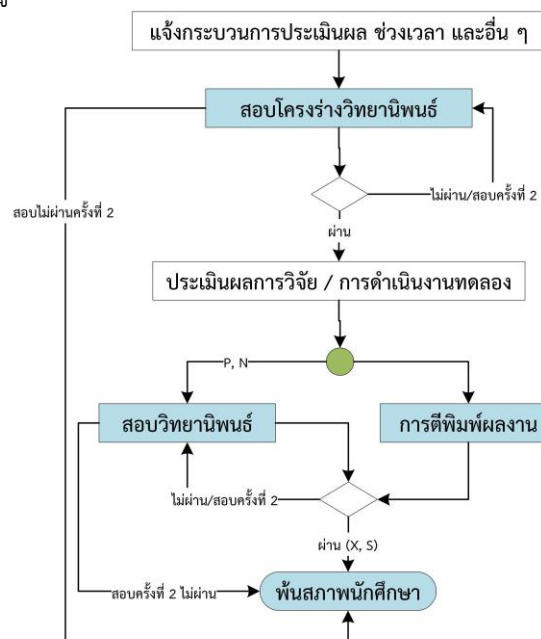 แจ้งกระบวนการประเมินผล ช่วงเวลา และอื่น ๆ
สอบโครงร่างวิทยานิพนธ์
ไม่ผ่าน/สอบครั้งที่ 2
สอบไม่ผ่านครั้งที่ 2
ผ่าน
ประเมินผลการวิจัย / การดำเนินงานทดลอง
P, N
สอบวิทยานิพนธ์
การตีพิมพ์ผลงาน
ไม่ผ่าน/สอบครั้งที่ 2
ผ่าน (X, S)
สอบครั้งที่ 2 ไม่ผ่าน
พ้นสภาพนักศึกษา